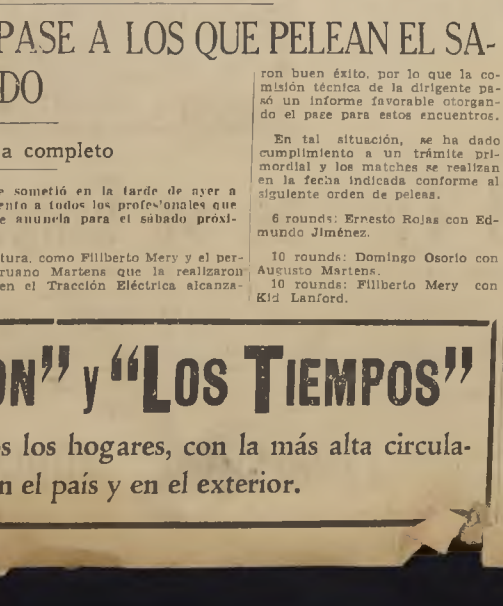 PASE A LOS QUE PELEAN EL SA-
DO
a completo
e sometió en la tarde de ayer a
ento a todos los profesionales que
e anuncia para el sábado próxi-
tura, como Filiberto Mery y el per-
ruano Martens que la realizaron
en el Tracción Eléctrica alcanza-
ron buen éxito, por lo que la co-
misión técnica de la dirigente pa-
só un informe favorable otorgan-
do el pase para estos encuentros.
En tal situación, se ha dado
cumplimiento a un trámite pri-
mordial y los matches se realizan
en la fecha indicada conforme al
siguiente orden de peleas.
6 rounds: Ernesto Rojas con Ed-
mundo Jiménez.
10 rounds: Domingo Osorio con
Augusto Martens.
10 rounds: Filiberto Mery con
Kid Lanford.
ON" y "LOS TIEMPOS"
s los hogares, con la más alta circula-
n el país y en el exterior.